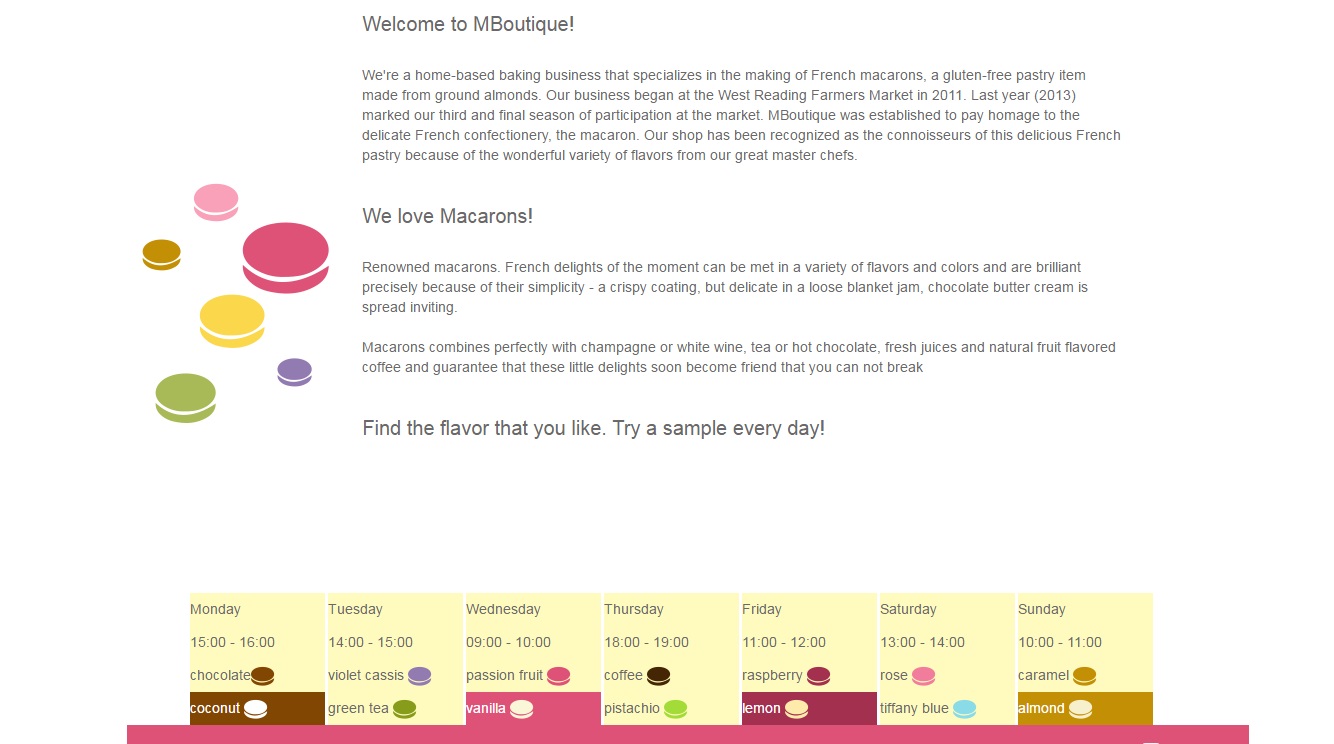 Welcome to MBoutique!
We're a home-based baking business that specializes in the making of French macarons, a gluten-free pastry item
made from ground almonds. Our business began at the West Reading Farmers Market in 2011. Last year (2013)
marked our third and final season of participation at the market. MBoutique was established to pay homage to the
delicate French confectionery, the macaron. Our shop has been recognized as the connoisseurs of this delicious French
pastry because of the wonderful variety of flavors from our great master chefs.
We love Macarons!
Renowned macarons. French delights of the moment can be met in a variety of flavors and colors and are brilliant
precisely because of their simplicity - a crispy coating, but delicate in a loose blanket jam, chocolate butter cream is
spread inviting.
Macarons combines perfectly with champagne or white wine, tea or hot chocolate, fresh juices and natural fruit flavored
coffee and guarantee that these little delights soon become friend that you can not break
Find the flavor that you like. Try a sample every day!
Monday Tuesday Wednesday Thursday Friday Saturday Sunday
15:00 - 16:00 14:00 - 15:00 09:00 - 10:00 18:00 - 19:00 11:00 - 12:00 13:00 - 14:00 10:00 - 11:00
chocolate violet cassis passion fruit coffee raspberry rose caramel
coconut green tea vanilla pistachio lemon tiffany blue almond